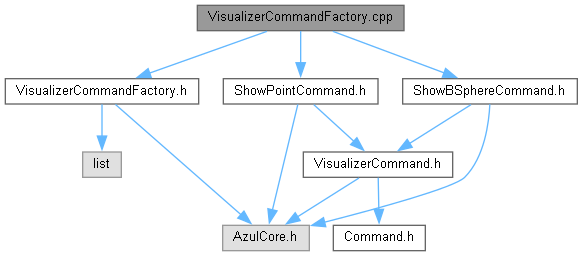 VisualizerCommandFactory.cpp
VisualizerCommandFactory.h
ShowPointCommand.h
ShowBSphereCommand.h
list
VisualizerCommand.h
AzulCore.h
Command.h